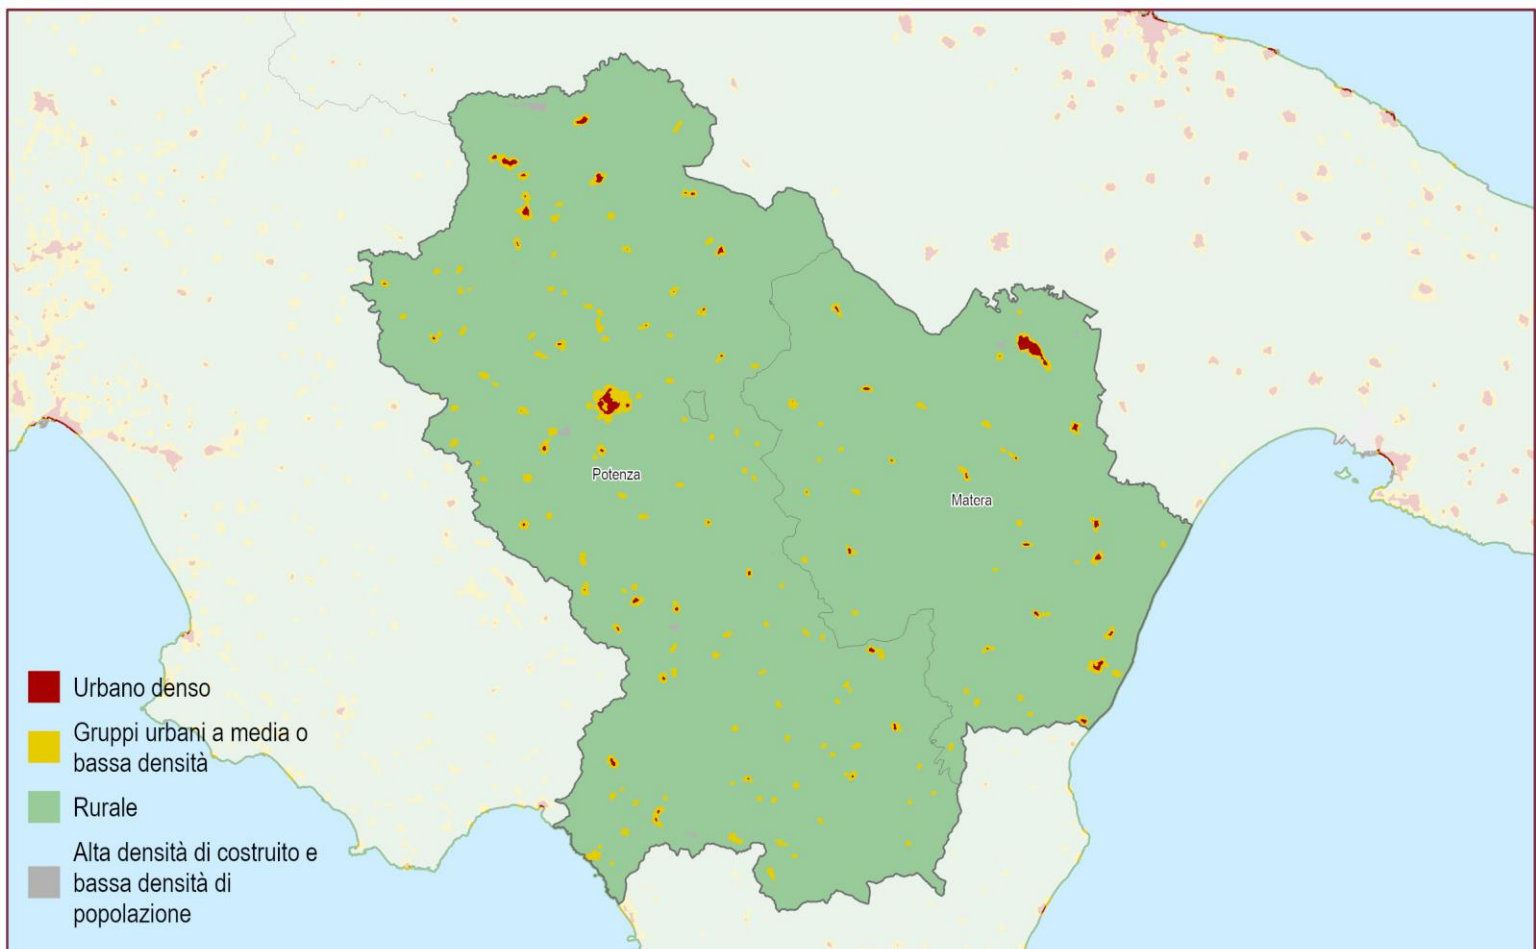 Potenza
Matera
Urbano denso
Gruppi urbani a media o
bassa densità
Rurale
Alta densità di costruito e
bassa densità di
popolazione